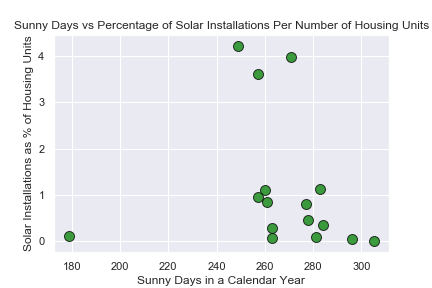 Sunny Days vs Percentage of Solar Installations Per Number of Housing Units
Solar Installations as % of Housing Units
4
3
2
1
0
180 200 220 240 260 280 300
Sunny Days in a Calendar Year